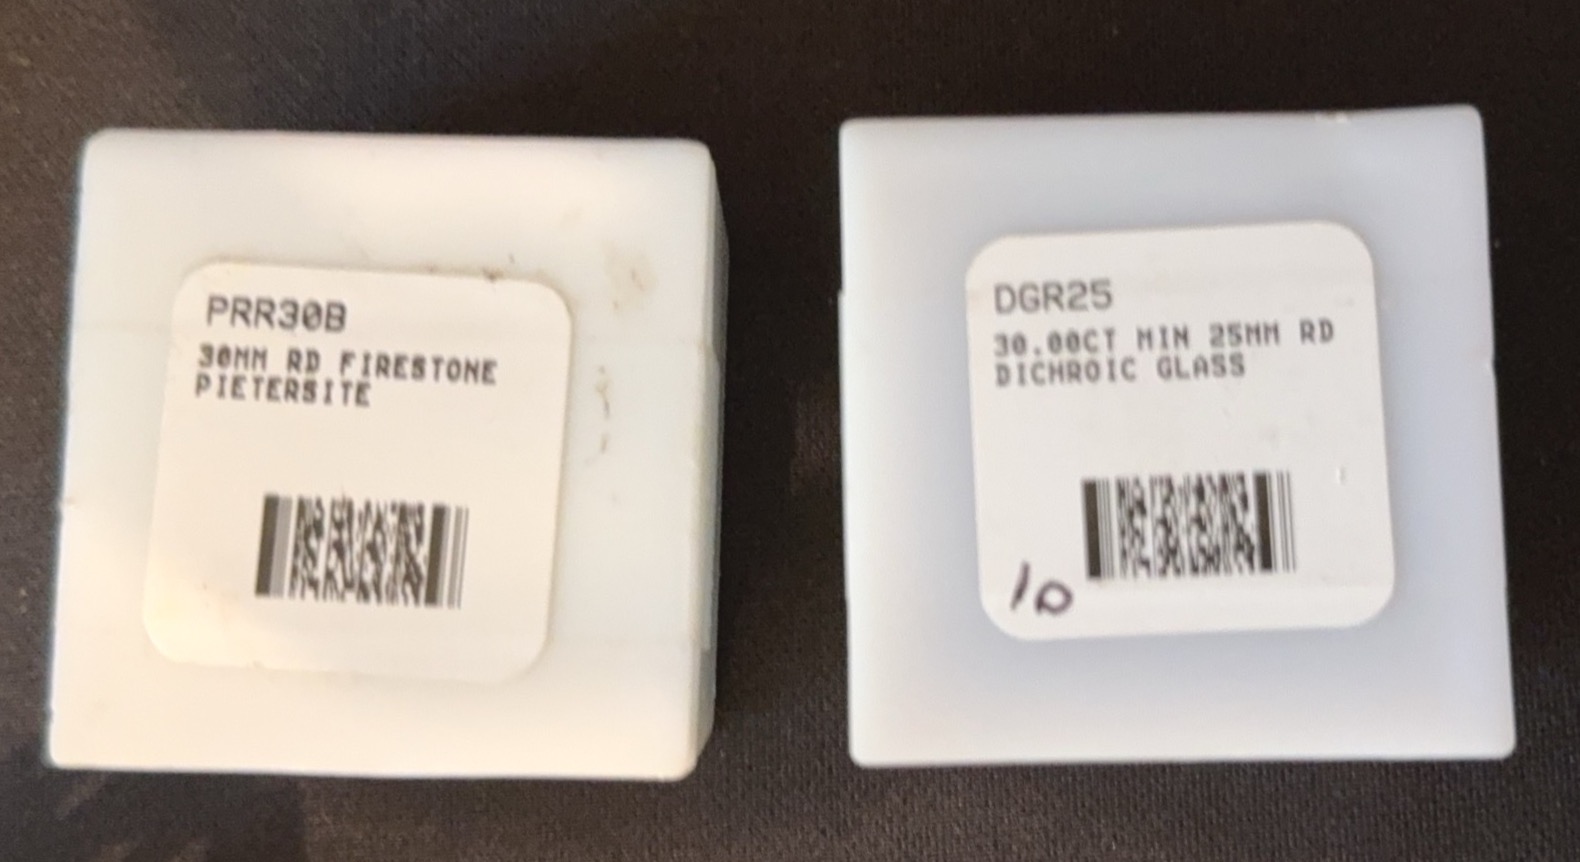 PRR30B
30MM RD FIRESTONE
PIETERSITE
DGR25
30.00CT MIN 25MM RD
DICHROIC GLASS
10